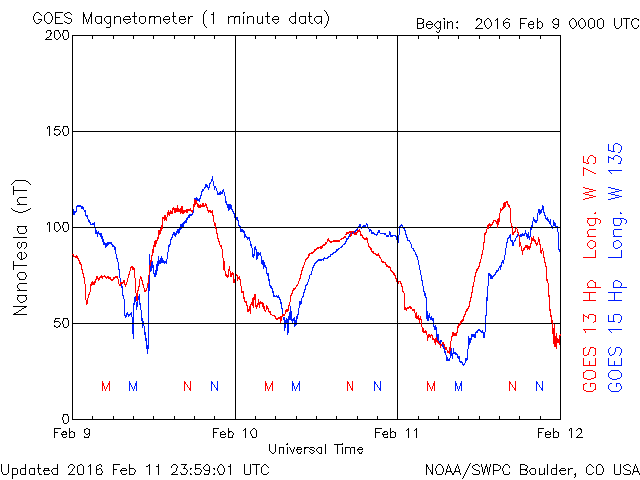 GOES Magnetometer (1 minute data)
Begin: 2016 Feb 9 0000 UTC
200
150
100
50
0
NanoTesla (nT)
GOES 13 Hp Long. W 75
GOES 15 Hp Long. W 135
M M N N M M N N M M N N
Feb 9 Feb 10 Feb 11 Feb 12
Universal Time
Updated 2016 Feb 11 23:59:01 UTC
NOAA/SWPC Boulder, CO USA